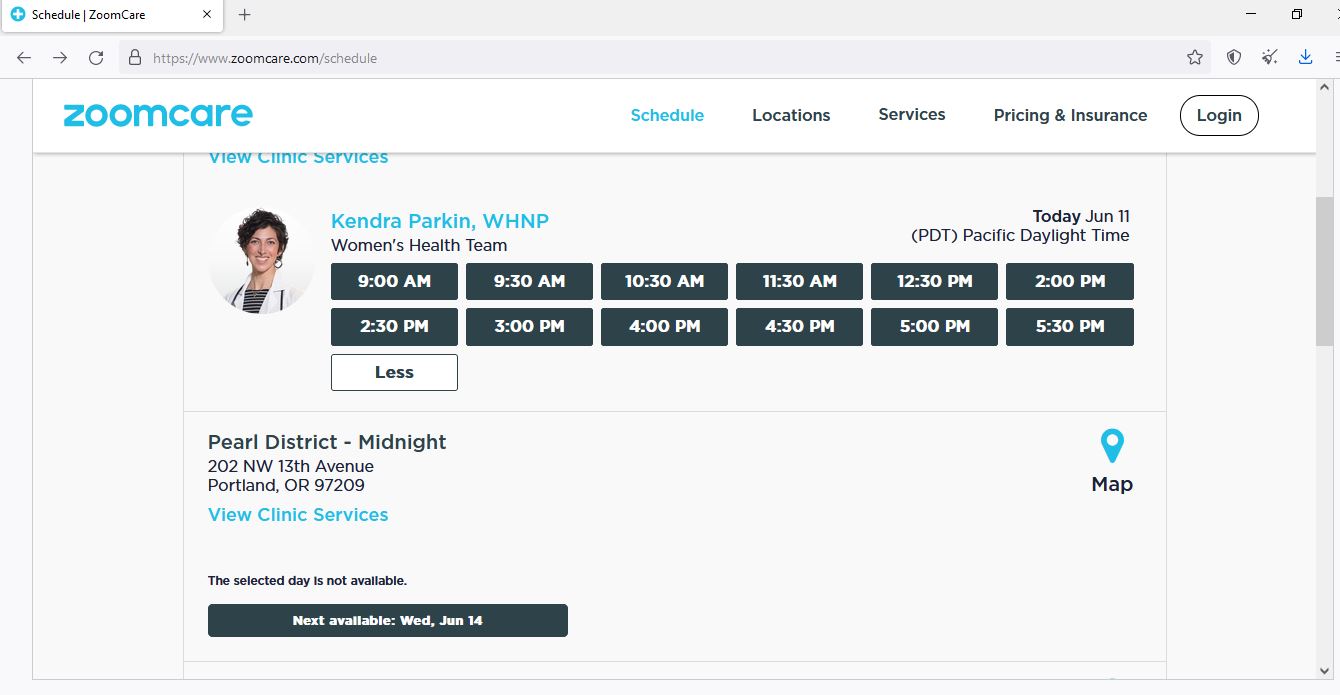 Schedule | ZoomCare
https://www.zoomcare.com/schedule
zoomcare
Schedule
Locations
Services
Pricing & Insurance
Login
View Clinic Services
Kendra Parkin, WHNP
Women's Health Team
Today Jun 11
(PDT) Pacific Daylight Time
9:00 AM 9:30 AM 10:30 AM 11:30 AM 12:30 PM 2:00 PM
2:30 PM 3:00 PM 4:00 PM 4:30 PM 5:00 PM 5:30 PM
Less
Pearl District - Midnight
202 NW 13th Avenue
Portland, OR 97209
View Clinic Services
Map
The selected day is not available.
Next available: Wed, Jun 14